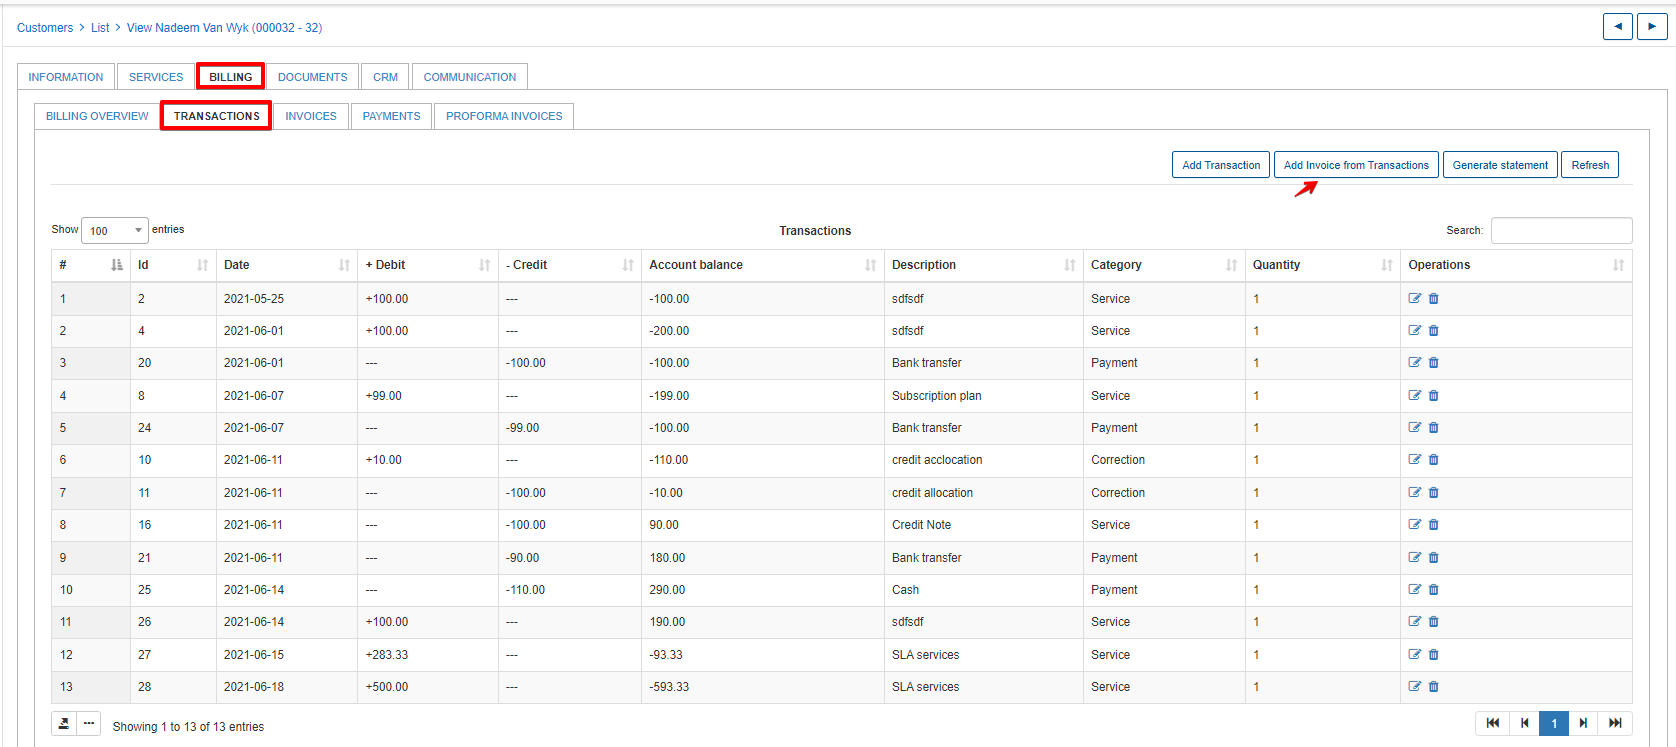 Customers > List > View Nadeem Van Wyk (000032 - 32)
INFORMATION SERVICES BILLING DOCUMENTS CRM COMMUNICATION
BILLING OVERVIEW TRANSACTIONS INVOICES PAYMENTS PROFORMA INVOICES
Add Transaction Add Invoice from Transactions Generate statement Refresh
Show 100 entries Transactions Search:
# Id Date + Debit - Credit Account balance Description Category Quantity Operations
1 2 2021-05-25 +100.00 --- -100.00 sdfsdf Service 1
2 4 2021-06-01 +100.00 --- -200.00 sdfsdf Service 1
3 20 2021-06-01 --- -100.00 -100.00 Bank transfer Payment 1
4 8 2021-06-07 +99.00 --- -199.00 Subscription plan Service 1
5 24 2021-06-07 --- -99.00 -100.00 Bank transfer Payment 1
6 10 2021-06-11 +10.00 --- -110.00 credit acclocation Correction 1
7 11 2021-06-11 --- -100.00 -10.00 credit allocation Correction 1
8 16 2021-06-11 --- -100.00 90.00 Credit Note Service 1
9 21 2021-06-11 --- -90.00 180.00 Bank transfer Payment 1
10 25 2021-06-14 --- -110.00 290.00 Cash Payment 1
11 26 2021-06-14 +100.00 --- 190.00 sdfsdf Service 1
12 27 2021-06-15 +283.33 --- -93.33 SLA services Service 1
13 28 2021-06-18 +500.00 --- -593.33 SLA services Service 1
Showing 1 to 13 of 13 entries 1